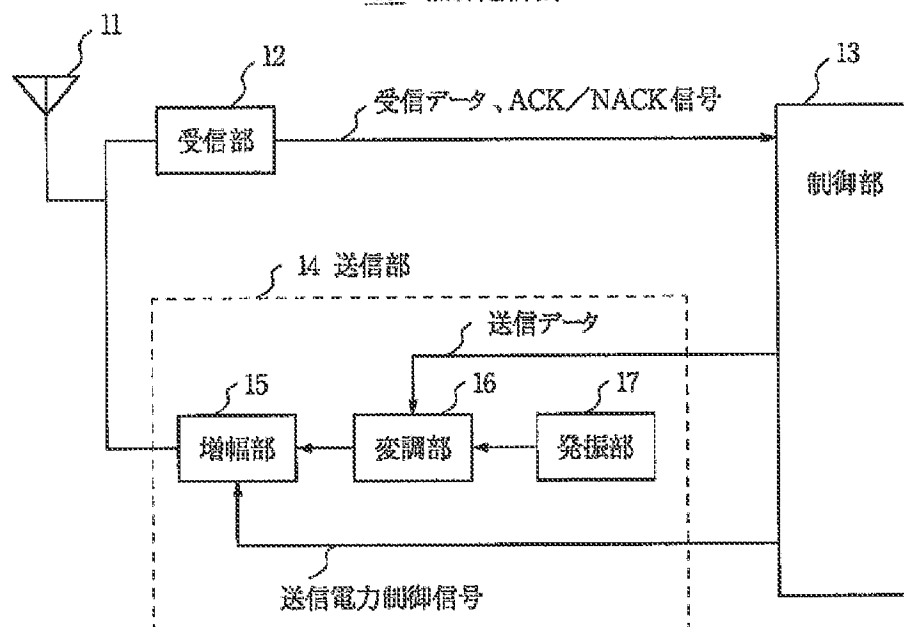 11
12
13
受信データ、ACK/NACK信号
受信部
制御部
14 送信部
送信データ
15
16
17
増幅部
変調部
発振部
送信電力制御信号